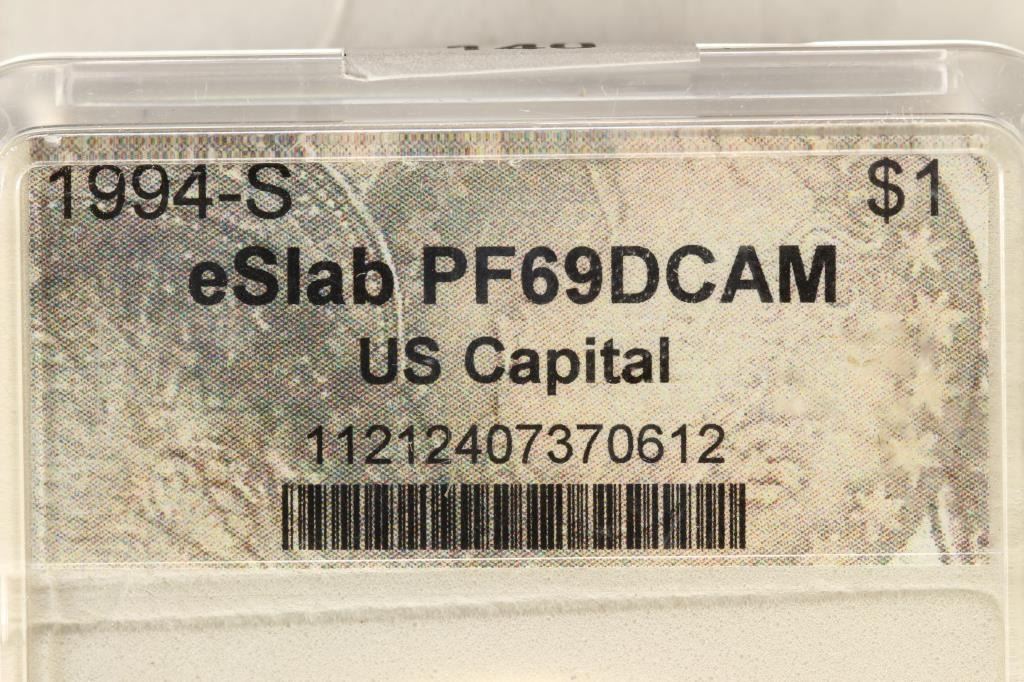 1994-S $1
eSlab PF69DCAM
US Capital
11212407370612